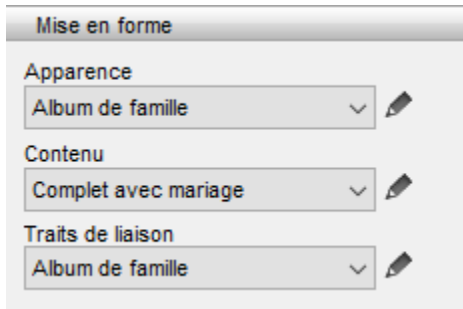 Mise en forme
Apparence
Album de famille
Contenu
Complet avec mariage
Traits de liaison
Album de famille